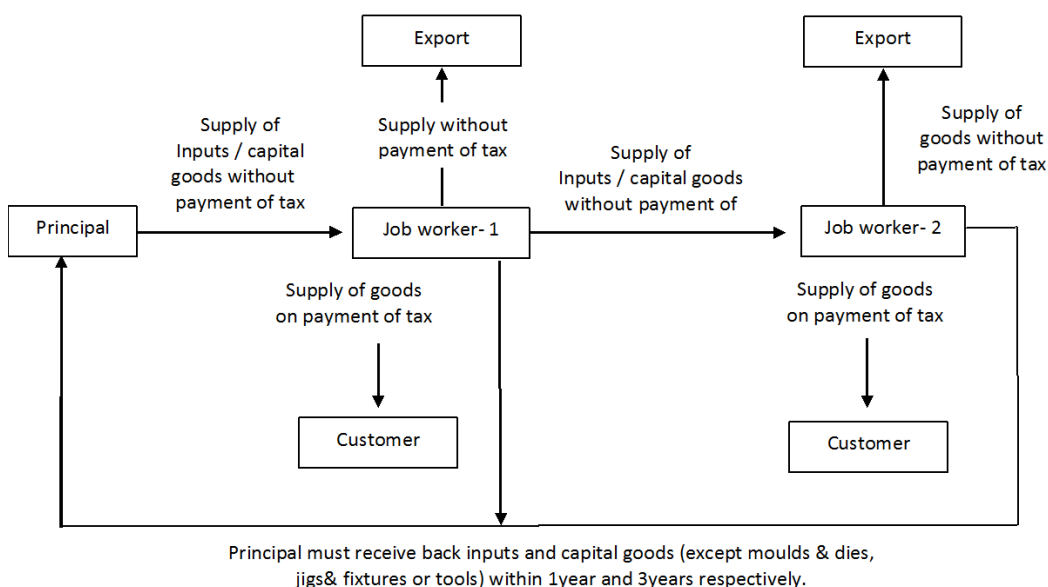 Export
Export
Supply of
Inputs / capital
goods without
payment of tax
Supply without
payment of tax
Supply of
Inputs / capital goods
without payment of
Supply of
goods without
payment of tax
Principal
Job worker- 1
Job worker- 2
Supply of goods
on payment of tax
Supply of goods
on payment of tax
Customer
Customer
Principal must receive back inputs and capital goods (except moulds & dies,
jigs& fixtures or tools) within 1year and 3years respectively.